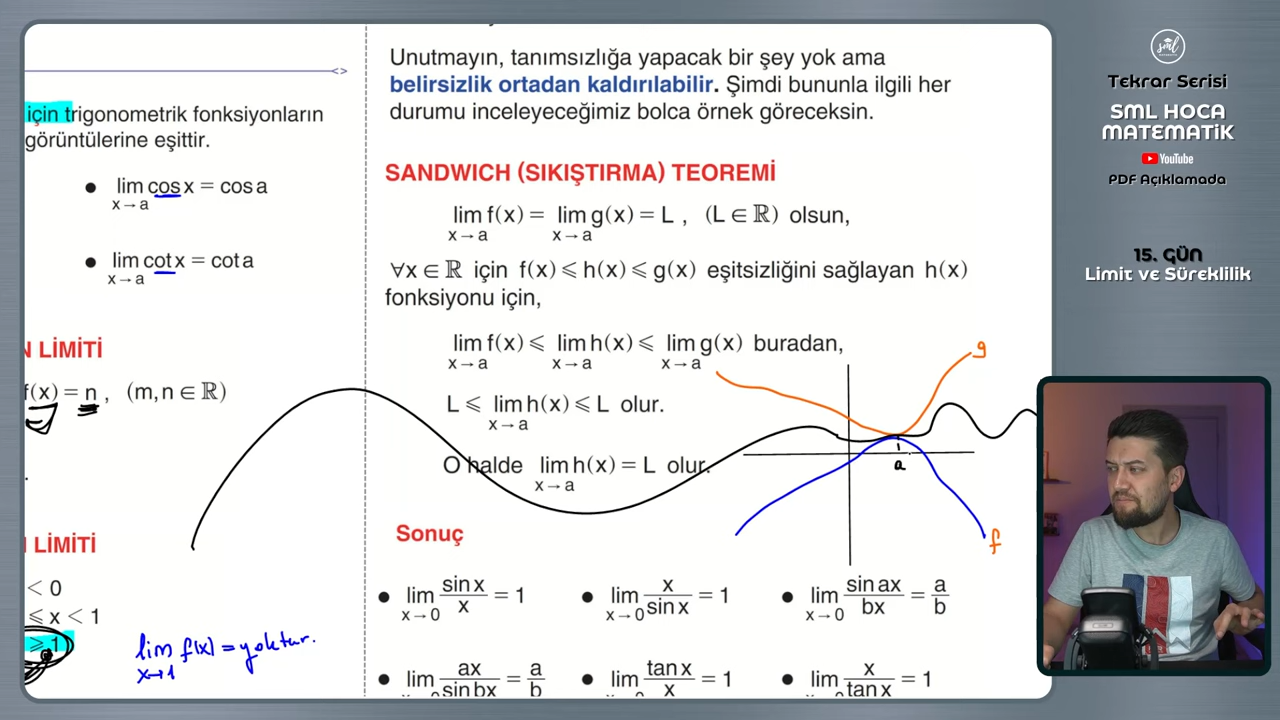 için trigonometrik fonksiyonların
görüntülerine eşittir.
• lim cos x = cos a
x→a
• lim cot x = cot a
x→a
N LİMİTİ
f(x) = n , (m,n ∈ ℝ)
LİMİTİ
< 0
⩽ x < 1
⩾ 1
lim f(x) = yoktur.
x→1
Unutmayın, tanımsızlığa yapacak bir şey yok ama
belirsizlik ortadan kaldırılabilir. Şimdi bununla ilgili her
durumu inceleyeceğimiz bolca örnek göreceksin.
SANDWICH (SIKIŞTIRMA) TEOREMİ
lim f(x) = lim g(x) = L , (L ∈ ℝ) olsun,
x→a x→a
∀x ∈ ℝ için f(x) ⩽ h(x) ⩽ g(x) eşitsizliğini sağlayan h(x)
fonksiyonu için,
lim f(x) ⩽ lim h(x) ⩽ lim g(x) buradan,
x→a x→a x→a
L ⩽ lim h(x) ⩽ L olur.
x→a
O halde lim h(x) = L olur.
x→a
g
a
f
Sonuç
• lim sin x / x = 1 • lim x / sin x = 1 • lim sin ax / bx = a / b
x→0 x→0 x→0
• lim ax / sin bx = a / b • lim tan x / x = 1 • lim x / tan x = 1
sml
Tekrar Serisi
SML HOCA
MATEMATİK
YouTube
PDF Açıklamada
15. GÜN
Limit ve Süreklilik